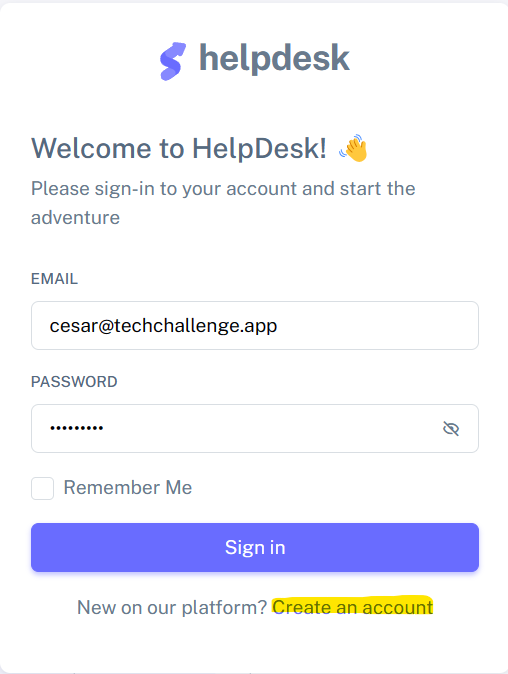 helpdesk
Welcome to HelpDesk! 👋
Please sign-in to your account and start the
adventure
EMAIL
cesar@techchallenge.app
PASSWORD
•••••••••
Remember Me
Sign in
New on our platform? Create an account